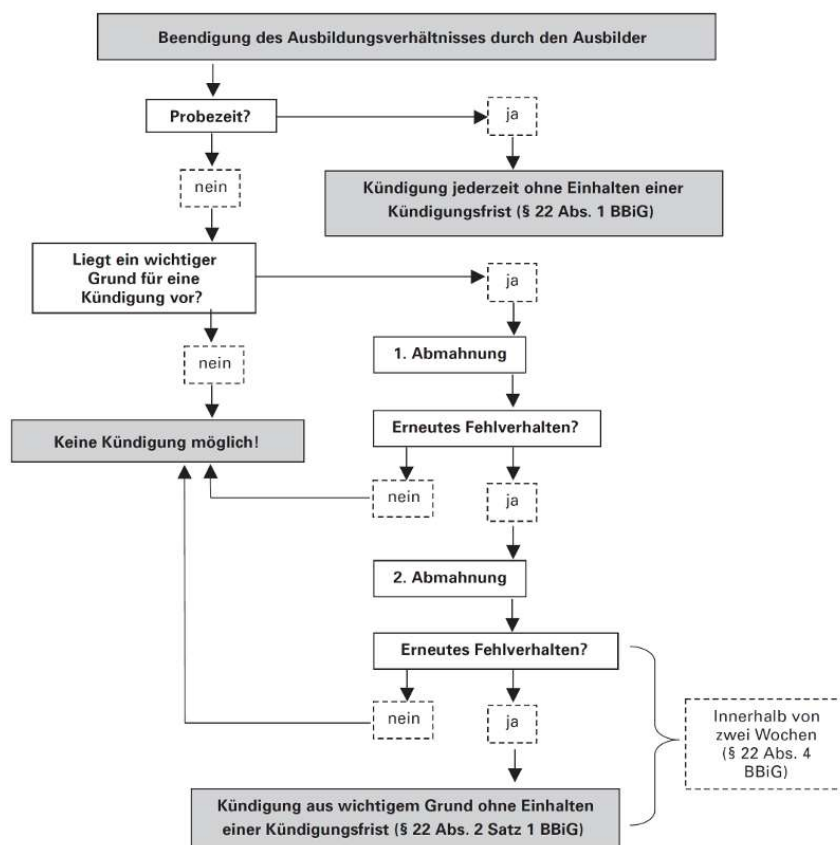 Beendigung des Ausbildungsverhältnisses durch den Ausbilder
Probezeit?
ja
nein
Kündigung jederzeit ohne Einhalten einer
Kündigungsfrist (§ 22 Abs. 1 BBiG)
Liegt ein wichtiger
Grund für eine
Kündigung vor?
ja
nein
1. Abmahnung
Keine Kündigung möglich!
Erneutes Fehlverhalten?
nein
ja
2. Abmahnung
Erneutes Fehlverhalten?
nein
ja
Innerhalb von
zwei Wochen
(§ 22 Abs. 4
BBiG)
Kündigung aus wichtigem Grund ohne Einhalten
einer Kündigungsfrist (§ 22 Abs. 2 Satz 1 BBiG)